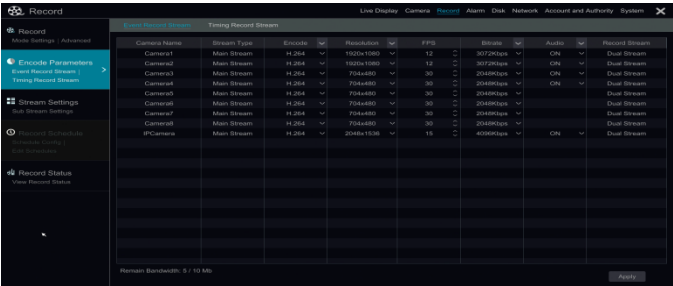 Record
Live Display Camera Record Alarm Disk Network Account and Authority System
Record
Mode Settings | Advanced
Encode Parameters
Event Record Stream |
Timing Record Stream
Stream Settings
Sub Stream Settings
Record Schedule
Schedule Config |
Edit Schedules
Record Status
View Record Status
Event Record Stream Timing Record Stream
Camera Name Stream Type Encode Resolution FPS Bitrate Audio Record Stream
Camera1 Main Stream H.264 1920x1080 12 3072Kbps ON Dual Stream
Camera2 Main Stream H.264 1920x1080 12 3072Kbps ON Dual Stream
Camera3 Main Stream H.264 704x480 30 2048Kbps ON Dual Stream
Camera4 Main Stream H.264 704x480 30 2048Kbps ON Dual Stream
Camera5 Main Stream H.264 704x480 30 2048Kbps Dual Stream
Camera6 Main Stream H.264 704x480 30 2048Kbps Dual Stream
Camera7 Main Stream H.264 704x480 30 2048Kbps Dual Stream
Camera8 Main Stream H.264 704x480 30 2048Kbps Dual Stream
IPCamera Main Stream H.264 2048x1536 15 4096Kbps ON Dual Stream
Remain Bandwidth: 5 / 10 Mb
Apply